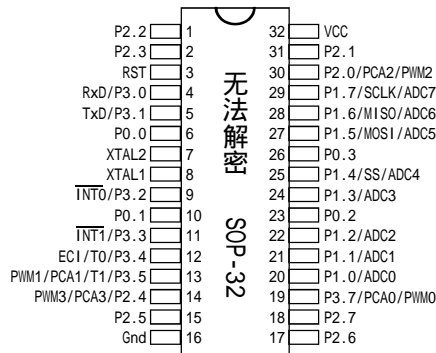 P2.2 1 32 VCC
P2.3 2 31 P2.1
RST 3 30 P2.0/PCA2/PWM2
RxD/P3.0 4 29 P1.7/SCLK/ADC7
TxD/P3.1 5 28 P1.6/MISO/ADC6
P0.0 6 27 P1.5/MOSI/ADC5
XTAL2 7 26 P0.3
XTAL1 8 25 P1.4/SS/ADC4
INT0/P3.2 9 24 P1.3/ADC3
P0.1 10 23 P0.2
INT1/P3.3 11 22 P1.2/ADC2
ECI/T0/P3.4 12 21 P1.1/ADC1
PWM1/PCA1/T1/P3.5 13 20 P1.0/ADC0
PWM3/PCA3/P2.4 14 19 P3.7/PCA0/PWM0
P2.5 15 18 P2.7
Gnd 16 17 P2.6
无法解密 SOP-32